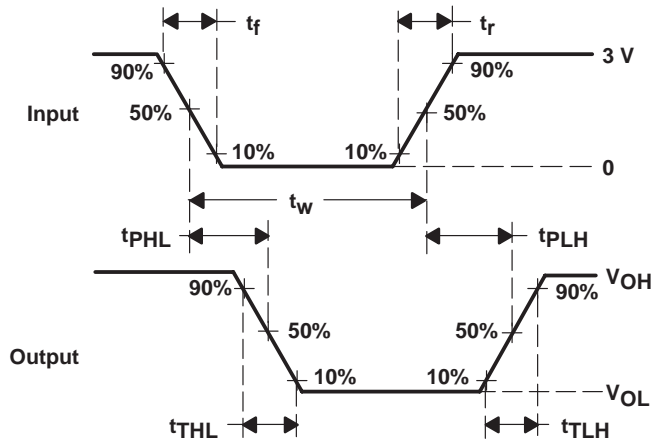 tf tr
90% 90% 3 V
Input 50% 50%
10% 10%
0
tw
tPHL tPLH
90% 90% VOH
50% 50%
Output
10% 10%
VOL
tTHL tTLH